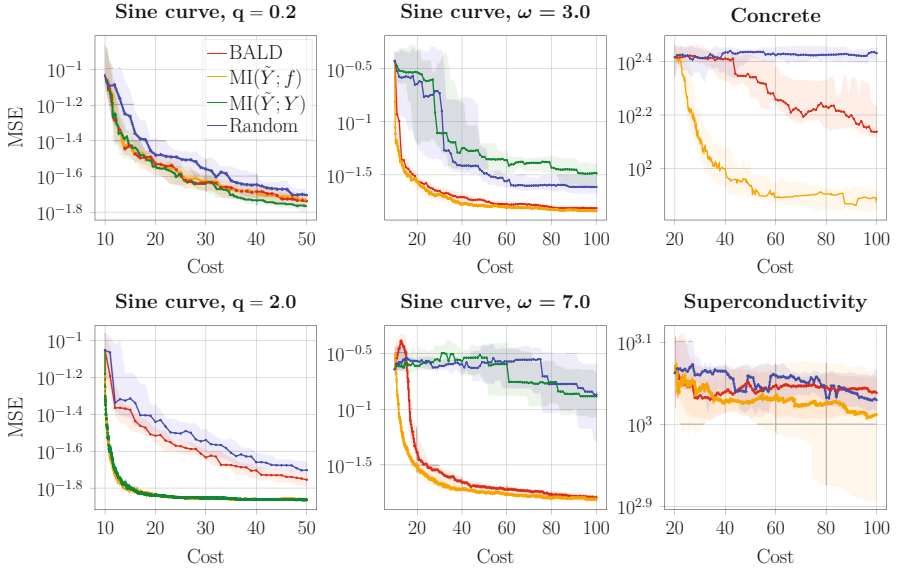 Sine curve, q = 0.2
MSE
10^−1
10^−1.2
10^−1.4
10^−1.6
10^−1.8
BALD
MI(Ỹ; f)
MI(Ỹ; Y)
Random
10 20 30 40 50
Cost
Sine curve, ω = 3.0
10^−0.5
10^−1
10^−1.5
20 40 60 80 100
Cost
Concrete
10^2.4
10^2.2
10^2
20 40 60 80 100
Cost
Sine curve, q = 2.0
MSE
10^−1
10^−1.2
10^−1.4
10^−1.6
10^−1.8
10 20 30 40 50
Cost
Sine curve, ω = 7.0
10^−0.5
10^−1
10^−1.5
20 40 60 80 100
Cost
Superconductivity
10^3.1
10^3
10^2.9
20 40 60 80 100
Cost